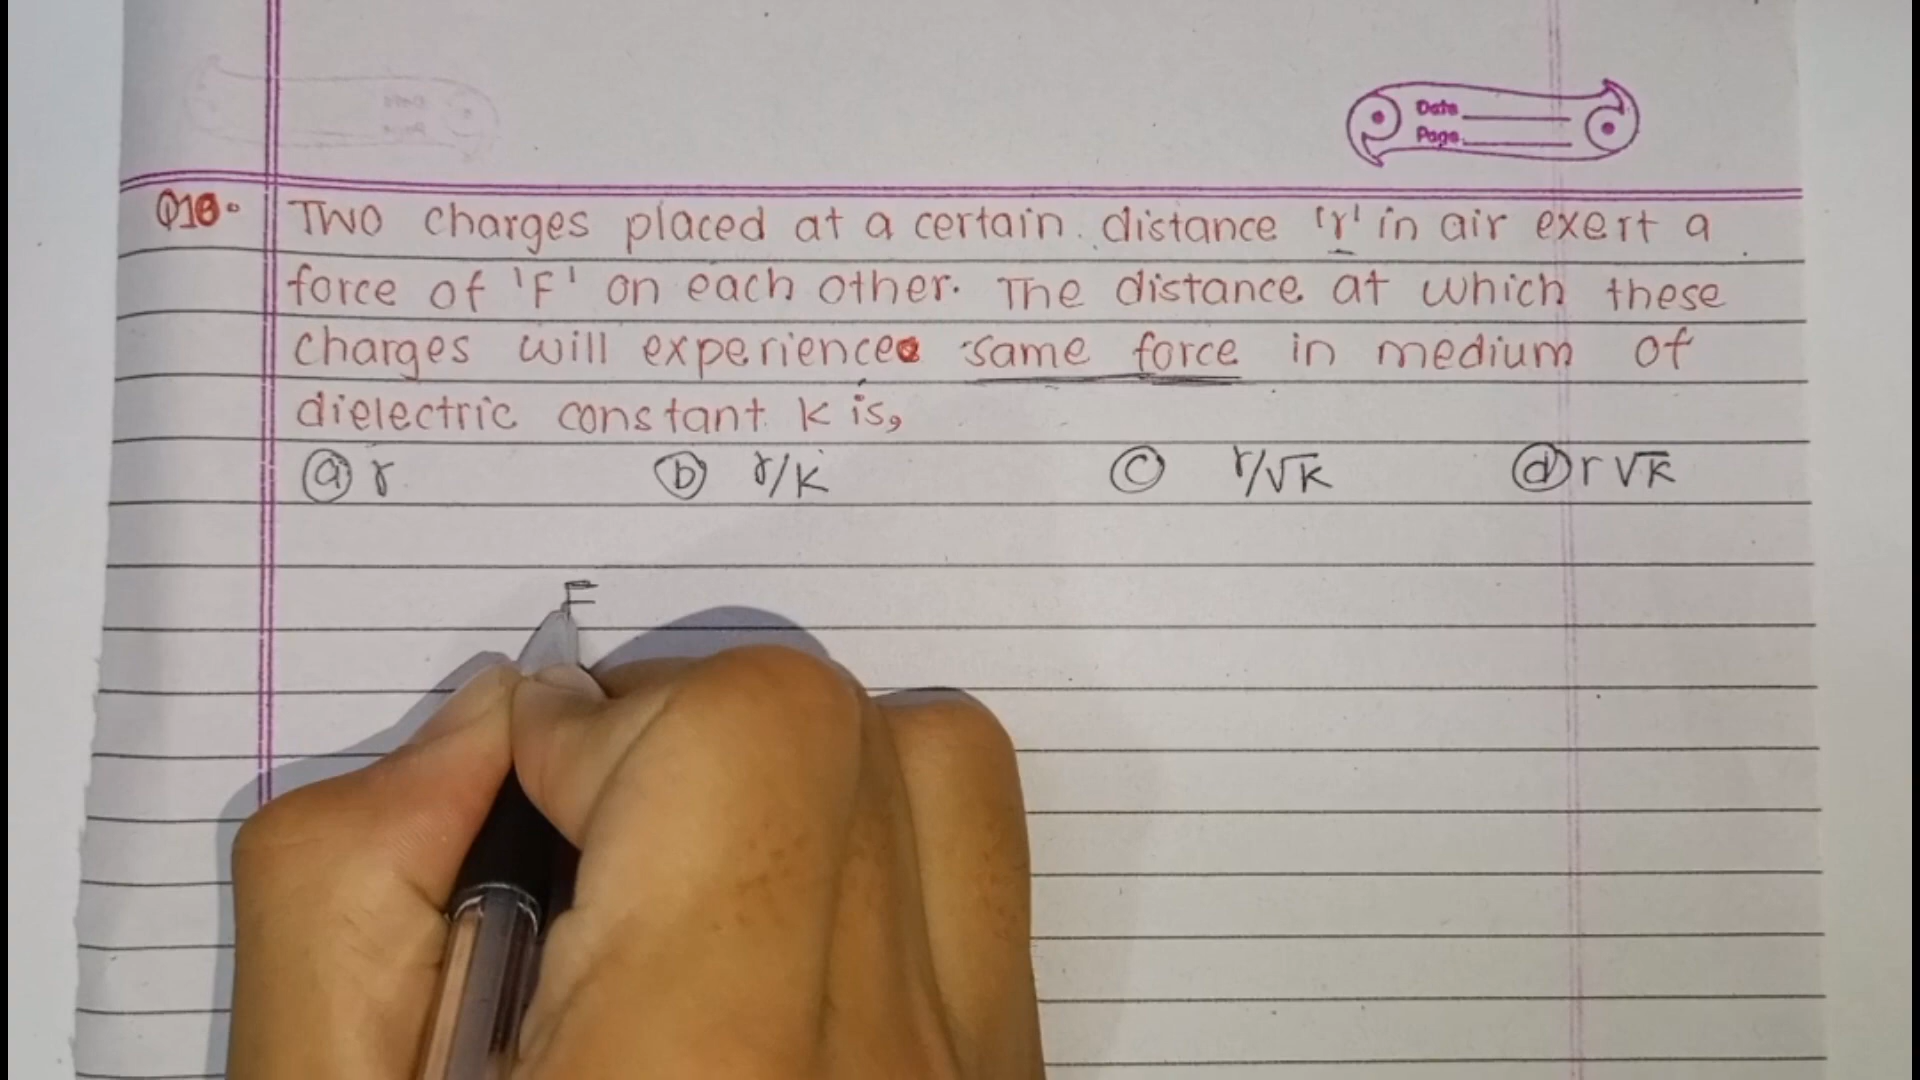 Date
Page
Q10. Two charges placed at a certain distance 'r' in air exert a
force of 'F' on each other. The distance at which these
charges will experience same force in medium of
dielectric constant k is,
(a) r (b) r/k (c) r/√k (d) r√k
F